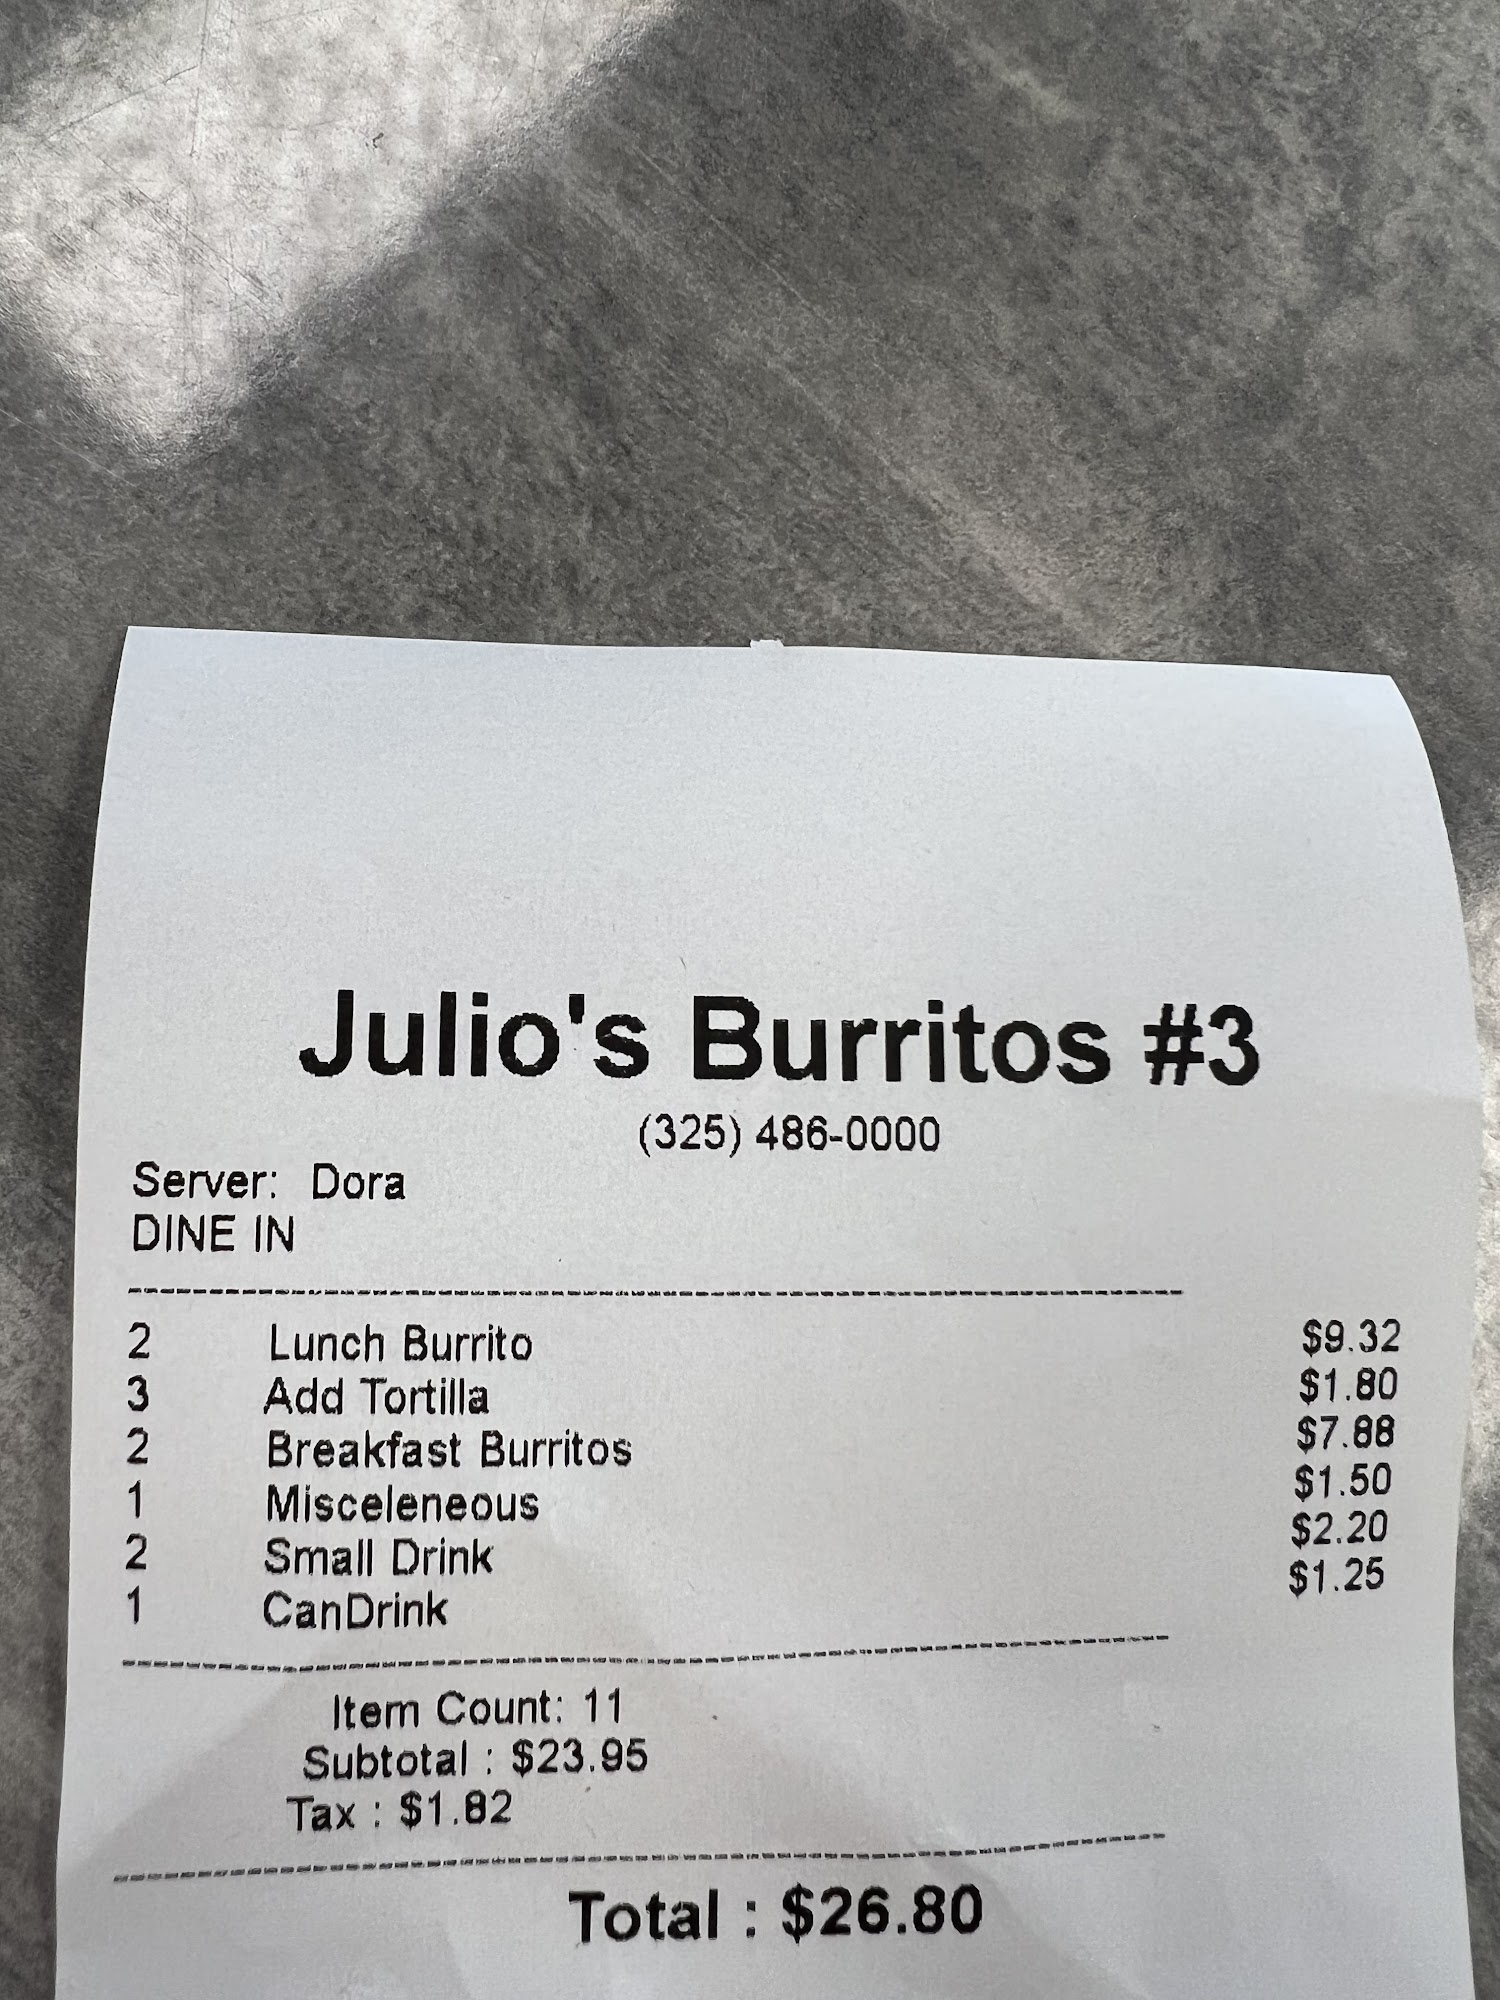 Julio's Burritos #3
(325) 486-0000
Server: Dora
DINE IN
2 Lunch Burrito $9.32
3 Add Tortilla $1.80
2 Breakfast Burritos $7.88
1 Misceleneous $1.50
2 Small Drink $2.20
1 CanDrink $1.25
Item Count: 11
Subtotal : $23.95
Tax : $1.82
Total : $26.80